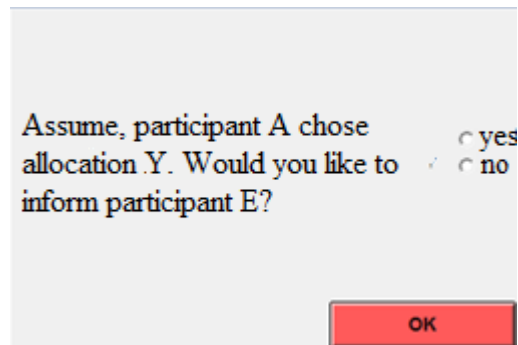 Assume, participant A chose
allocation .Y. Would you like to
inform participant E?
yes
no
OK